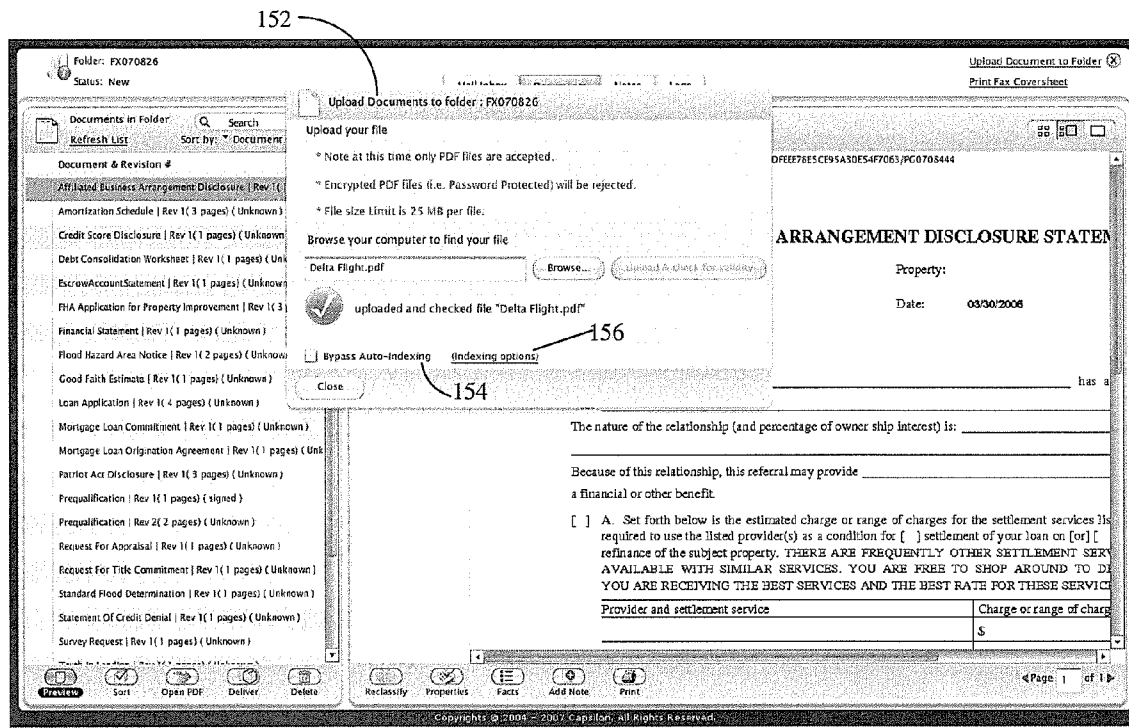 152
Folder: FX070826
Status: New
Upload Document to Folder
Print Fax Coversheet
Upload Documents to folder : FX070826
Upload your file
* Note at this time only PDF files are accepted.
* Encrypted PDF files (i.e. Password Protected) will be rejected.
* File size Limit is 25 MB per file.
Browse your computer to find your file
Delta Flight.pdf
Browse...
Upload & check for validity
uploaded and checked file "Delta Flight.pdf"
156
Bypass Auto-Indexing
(Indexing options)
154
Close
Documents in Folder
Search
Refresh List
Sort by: Document
Document & Revision #
Affiliated Business Arrangement Disclosure | Rev 1(
Amortization Schedule | Rev 1( 3 pages) ( Unknown )
Credit Score Disclosure | Rev 1( 1 pages) ( Unknown )
Debt Consolidation Worksheet | Rev 1( 1 pages) ( Unknown )
EscrowAccountStatement | Rev 1( 1 pages) ( Unknown )
FHA Application for Property Improvement | Rev 1( 3
Financial Statement | Rev 1( 1 pages) ( Unknown )
Flood Hazard Area Notice | Rev 1( 2 pages) ( Unknow
Good Faith Estimate | Rev 1( 1 pages) ( Unknown )
Loan Application | Rev 1( 4 pages) ( Unknown )
Mortgage Loan Commitment | Rev 1( 1 pages) ( Unknown )
Mortgage Loan Origination Agreement | Rev 1( 1 pages) ( Unk
Patriot Act Disclosure | Rev 1( 3 pages) ( Unknown )
Prequalification | Rev 1( 1 pages) ( signed )
Prequalification | Rev 2( 2 pages) ( Unknown )
Request For Appraisal | Rev 1( 1 pages) ( Unknown )
Request For Title Commitment | Rev 1( 1 pages) ( Unknown )
Standard Flood Determination | Rev 1( 1 pages) ( Unknown )
Statement Of Credit Denial | Rev 1( 1 pages) ( Unknown )
Survey Request | Rev 1( 1 pages) ( Unknown )
Preview
Sort
Open PDF
Deliver
Delete
ARRANGEMENT DISCLOSURE STATEM
Property:
Date: 03/30/2006
has a
The nature of the relationship (and percentage of owner ship interest) is:
Because of this relationship, this referral may provide
a financial or other benefit.
[ ] A. Set forth below is the estimated charge or range of charges for the settlement services lis
required to use the listed provider(s) as a condition for [ ] settlement of your loan on [or] [
refinance of the subject property. THERE ARE FREQUENTLY OTHER SETTLEMENT SERV
AVAILABLE WITH SIMILAR SERVICES. YOU ARE FREE TO SHOP AROUND TO DE
YOU ARE RECEIVING THE BEST SERVICES AND THE BEST RATE FOR THESE SERVICE
Provider and settlement service
Charge or range of charg
$
Reclassify
Properties
Facts
Add Note
Print
Page 1 of 1
Copyrights © 2004 - 2007 Capsilon, All Rights Reserved.